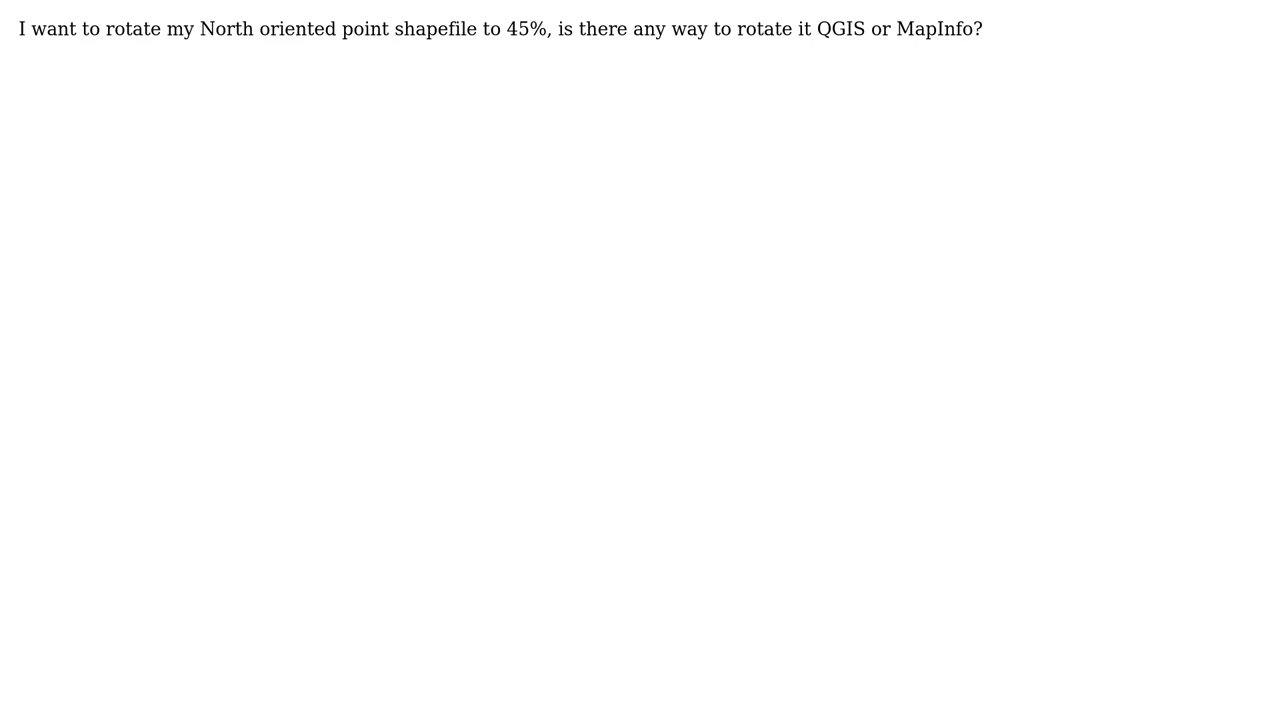 I want to rotate my North oriented point shapefile to 45%, is there any way to rotate it QGIS or MapInfo?